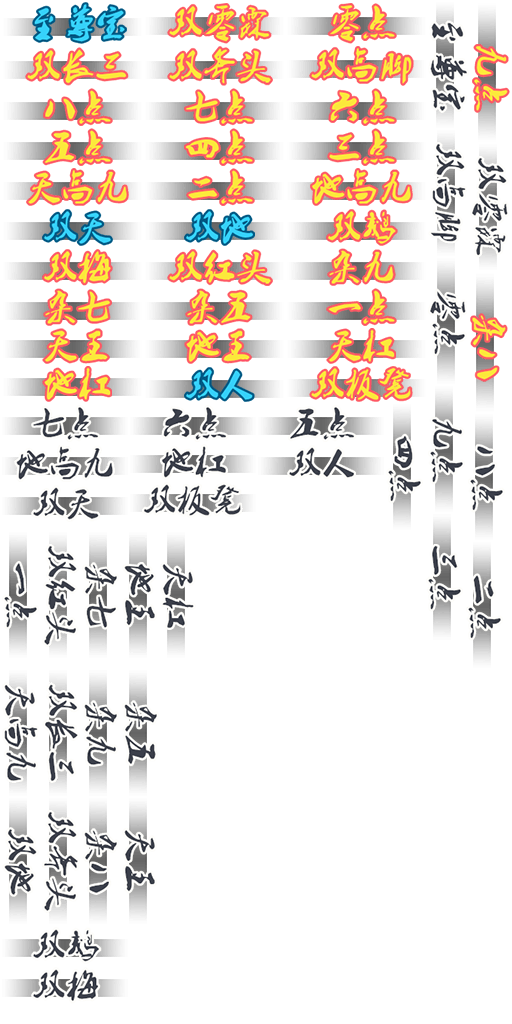 至尊宝 双零霖 零点
双长三 双斧头 双高脚
八点 七点 六点
五点 四点 三点
天高九 二点 地高九
双天 双地 双鹅
双梅 双红头 杂九
杂七 杂五 一点
天王 地王 天杠
地杠 双人 双板凳
七点 六点 五点
地高九 地杠 双人
双天 双板凳
至尊宝
九点
双高脚
双零霖
零点
杂八
四点
九点
八点
三点
二点
一点
双红头
杂七
地王
天杠
天高九
双长三
杂九
杂五
双地
双斧头
杂八
天王
双鹅
双梅